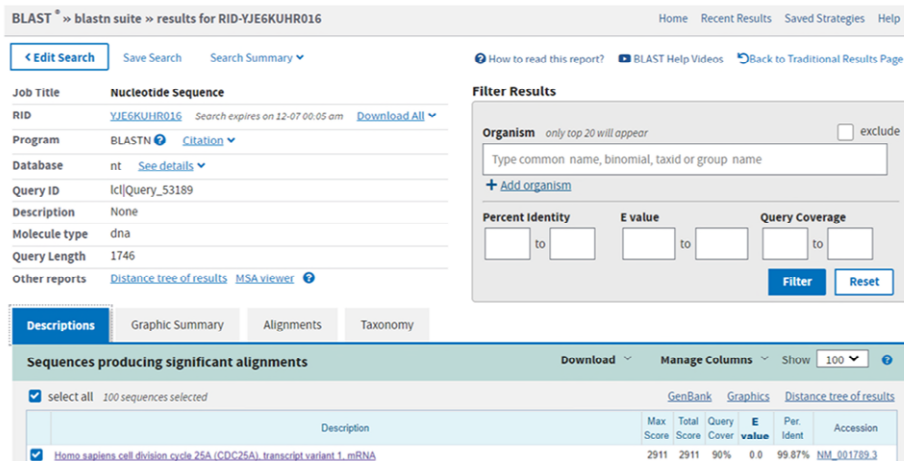 BLAST ® » blastn suite » results for RID-YJE6KUHR016
Home Recent Results Saved Strategies Help
< Edit Search Save Search Search Summary
How to read this report? BLAST Help Videos Back to Traditional Results Page
Job Title Nucleotide Sequence
RID YJE6KUHR016 Search expires on 12-07 00:05 am Download All
Program BLASTN Citation
Database nt See details
Query ID lcl|Query_53189
Description None
Molecule type dna
Query Length 1746
Other reports Distance tree of results MSA viewer
Filter Results
Organism only top 20 will appear exclude
Type common name, binomial, taxid or group name
+ Add organism
Percent Identity E value Query Coverage
to to to
Filter Reset
Descriptions Graphic Summary Alignments Taxonomy
Sequences producing significant alignments Download Manage Columns Show 100
select all 100 sequences selected GenBank Graphics Distance tree of results
Description Max Score Total Score Query Cover E value Per. Ident Accession
Homo sapiens cell division cycle 25A (CDC25A), transcript variant 1, mRNA 2911 2911 90% 0.0 99.87% NM_001789.3